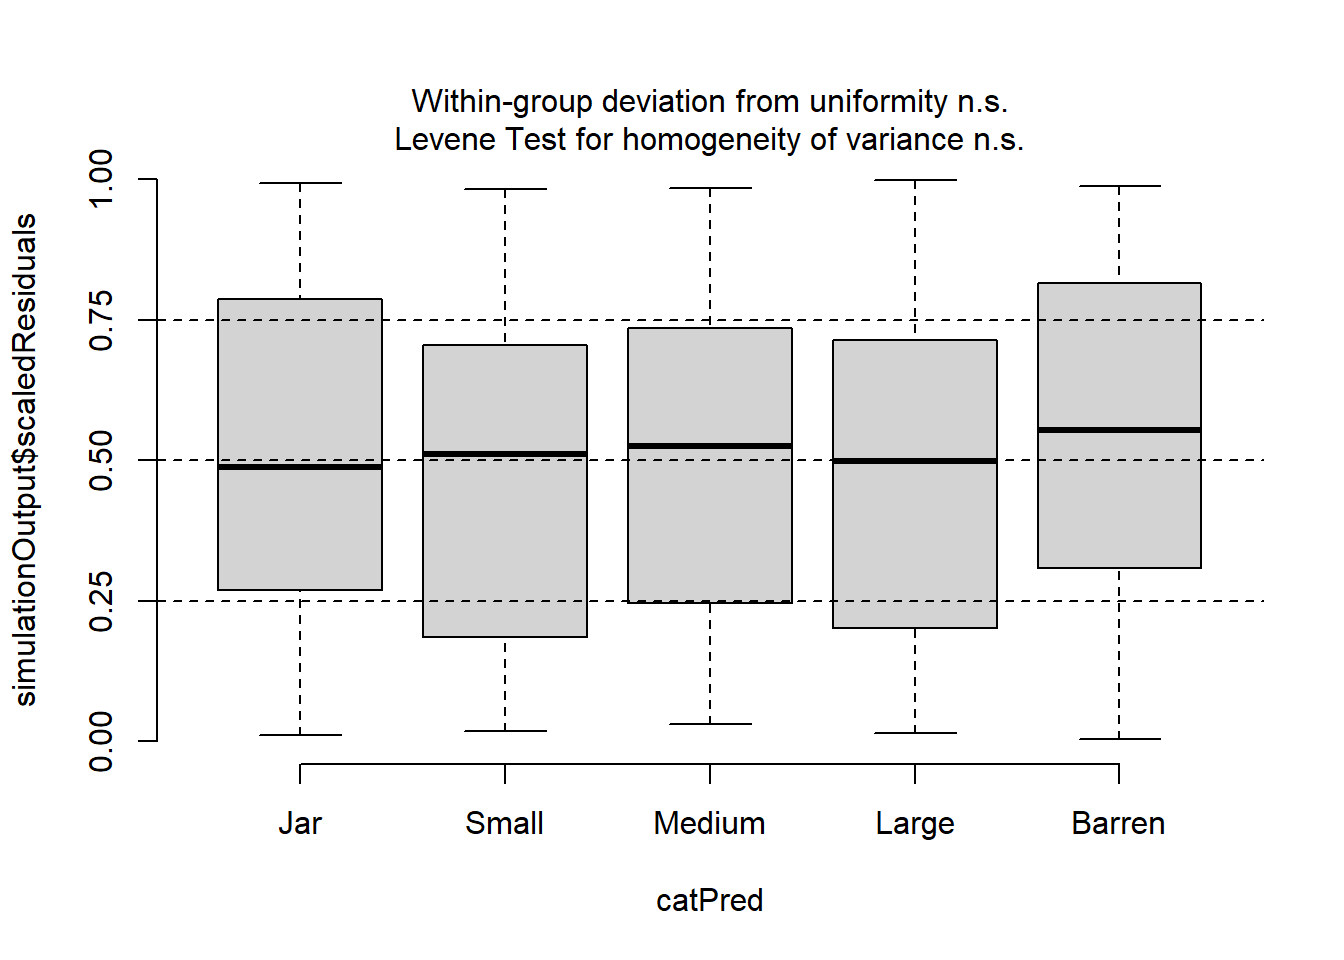 Within-group deviation from uniformity n.s.
Levene Test for homogeneity of variance n.s.
simulationOutput$scaledResiduals
1.00
0.75
0.50
0.25
0.00
Jar Small Medium Large Barren
catPred